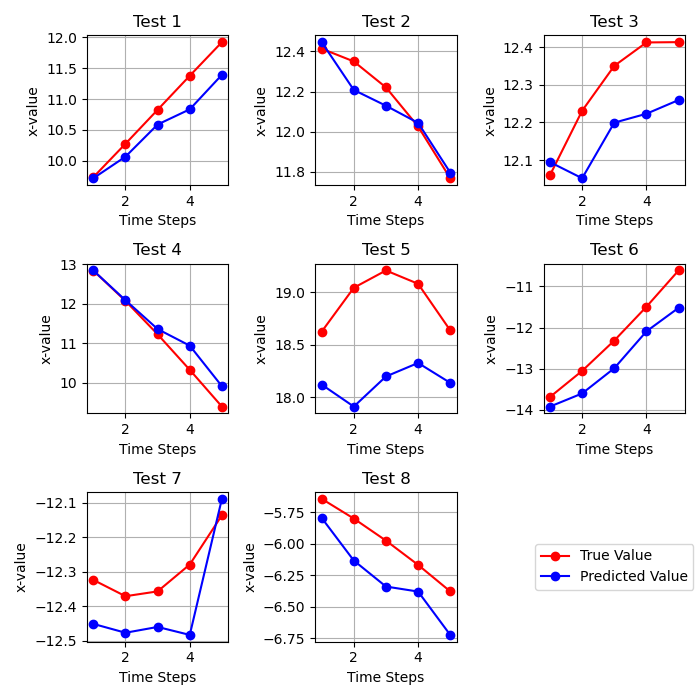 Test 1
12.0
11.5
11.0
10.5
10.0
x-value
2 4
Time Steps
Test 2
12.4
12.2
12.0
11.8
x-value
2 4
Time Steps
Test 3
12.4
12.3
12.2
12.1
x-value
2 4
Time Steps
Test 4
13
12
11
10
x-value
2 4
Time Steps
Test 5
19.0
18.5
18.0
x-value
2 4
Time Steps
Test 6
−11
−12
−13
−14
x-value
2 4
Time Steps
Test 7
−12.1
−12.2
−12.3
−12.4
−12.5
x-value
2 4
Time Steps
Test 8
−5.75
−6.00
−6.25
−6.50
−6.75
x-value
2 4
Time Steps
True Value
Predicted Value